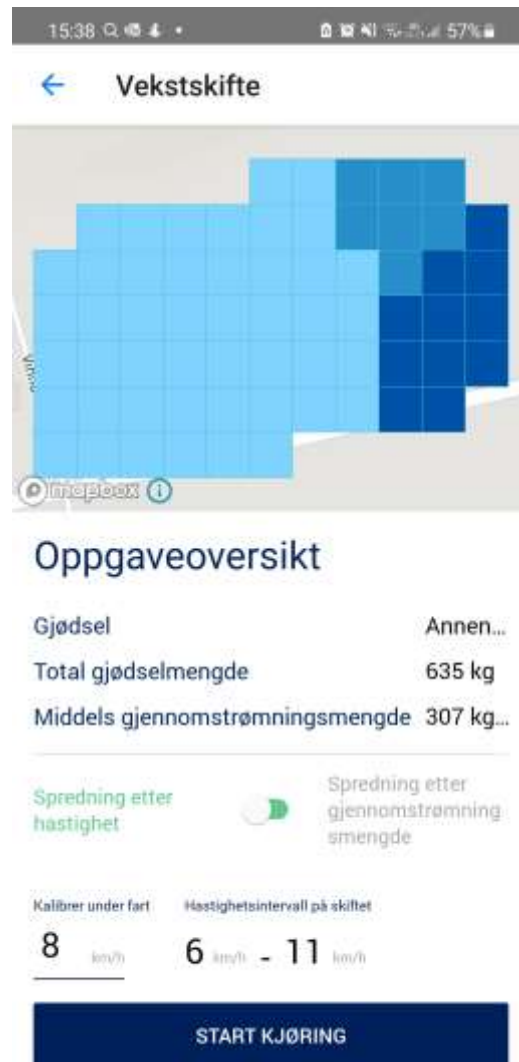 15:38
57%
Vekstskifte
mapbox
Oppgaveoversikt
Gjødsel Annen...
Total gjødselmengde 635 kg
Middels gjennomstrømningsmengde 307 kg...
Spredning etter
hastighet
Spredning etter
gjennomstrømning
smengde
Kalibrer under fart Hastighetsintervall på skiftet
8 km/h 6 km/h - 11 km/h
START KJØRING